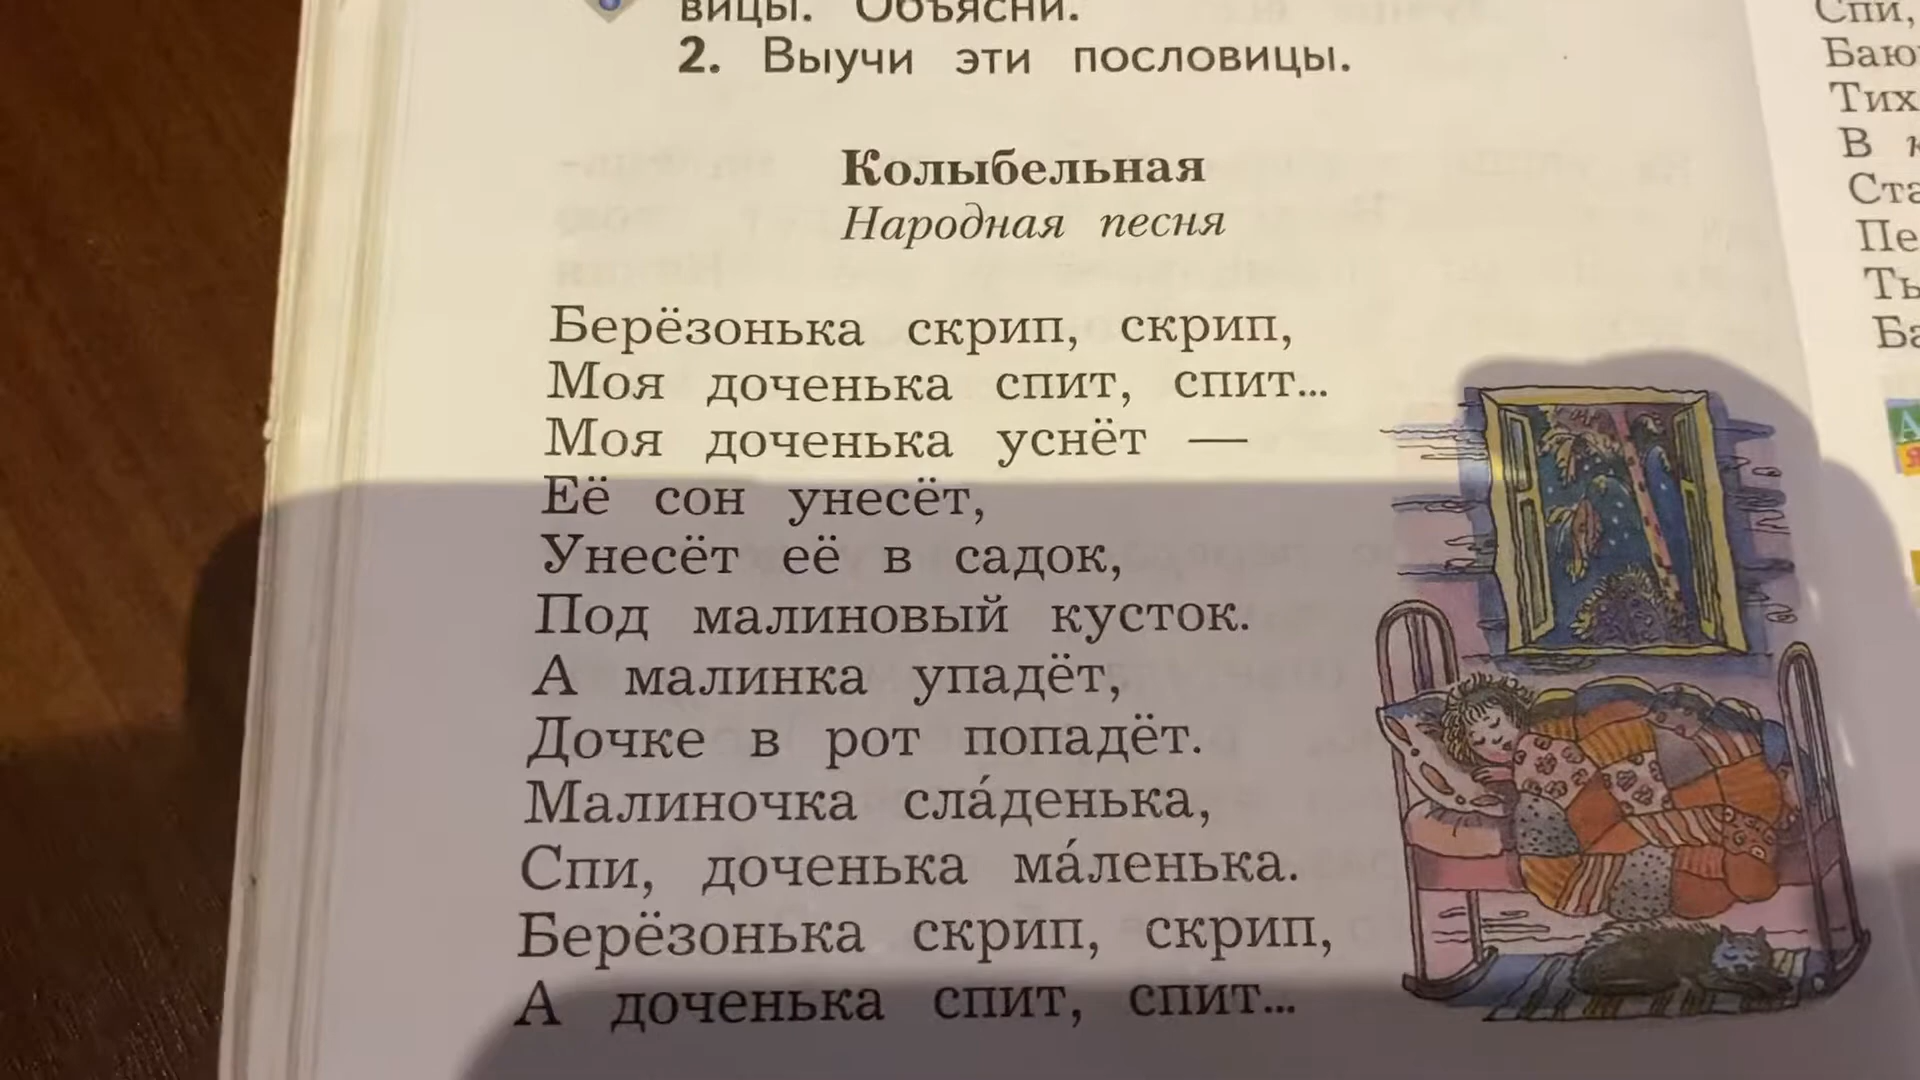 вицы. Объясни.
2. Выучи эти пословицы.
Колыбельная
Народная песня
Берёзонька скрип, скрип,
Моя доченька спит, спит...
Моя доченька уснёт —
Её сон унесёт,
Унесёт её в садок,
Под малиновый кусток.
А малинка упадёт,
Дочке в рот попадёт.
Малиночка сла́денька,
Спи, доченька ма́ленька.
Берёзонька скрип, скрип,
А доченька спит, спит...
Спи,